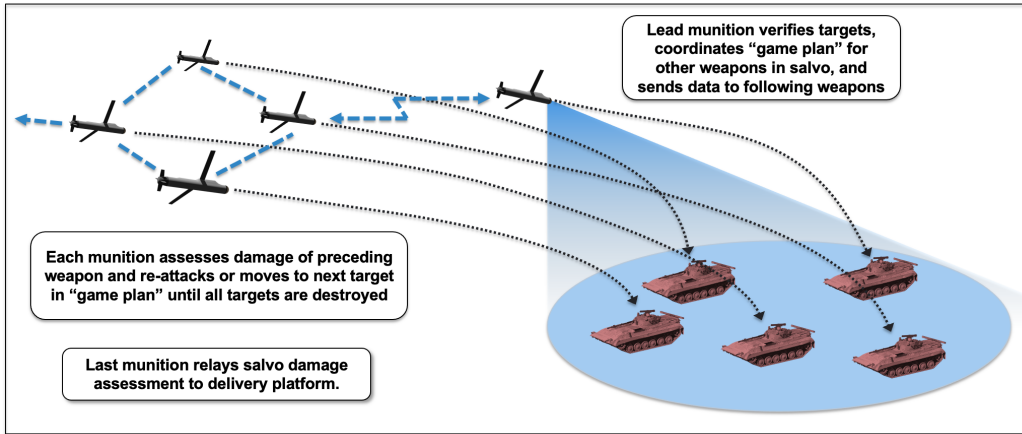 Lead munition verifies targets,
coordinates “game plan” for
other weapons in salvo, and
sends data to following weapons
Each munition assesses damage of preceding
weapon and re-attacks or moves to next target
in “game plan” until all targets are destroyed
Last munition relays salvo damage
assessment to delivery platform.